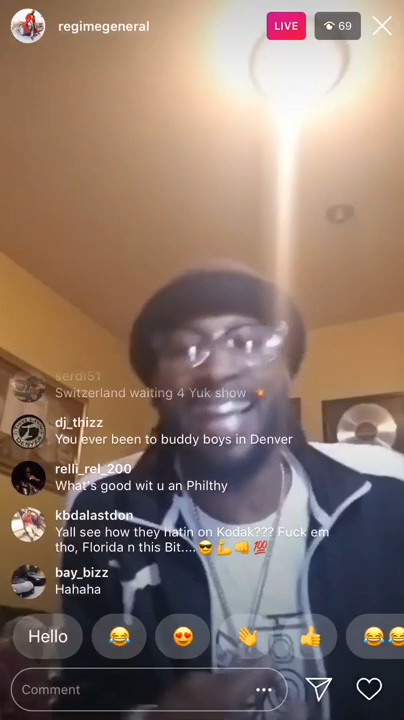 regimegeneral
LIVE
69
serdi51
Switzerland waiting 4 Yuk show 💥
dj_thizz
You ever been to buddy boys in Denver
relli_rel_200
What's good wit u an Philthy
kbdalastdon
Yall see how they hatin on Kodak??? Fuck em
tho, Florida n this Bit....😎💪👊💯
bay_bizz
Hahaha
Hello 😂 😍 👋 👍 😂😂
Comment